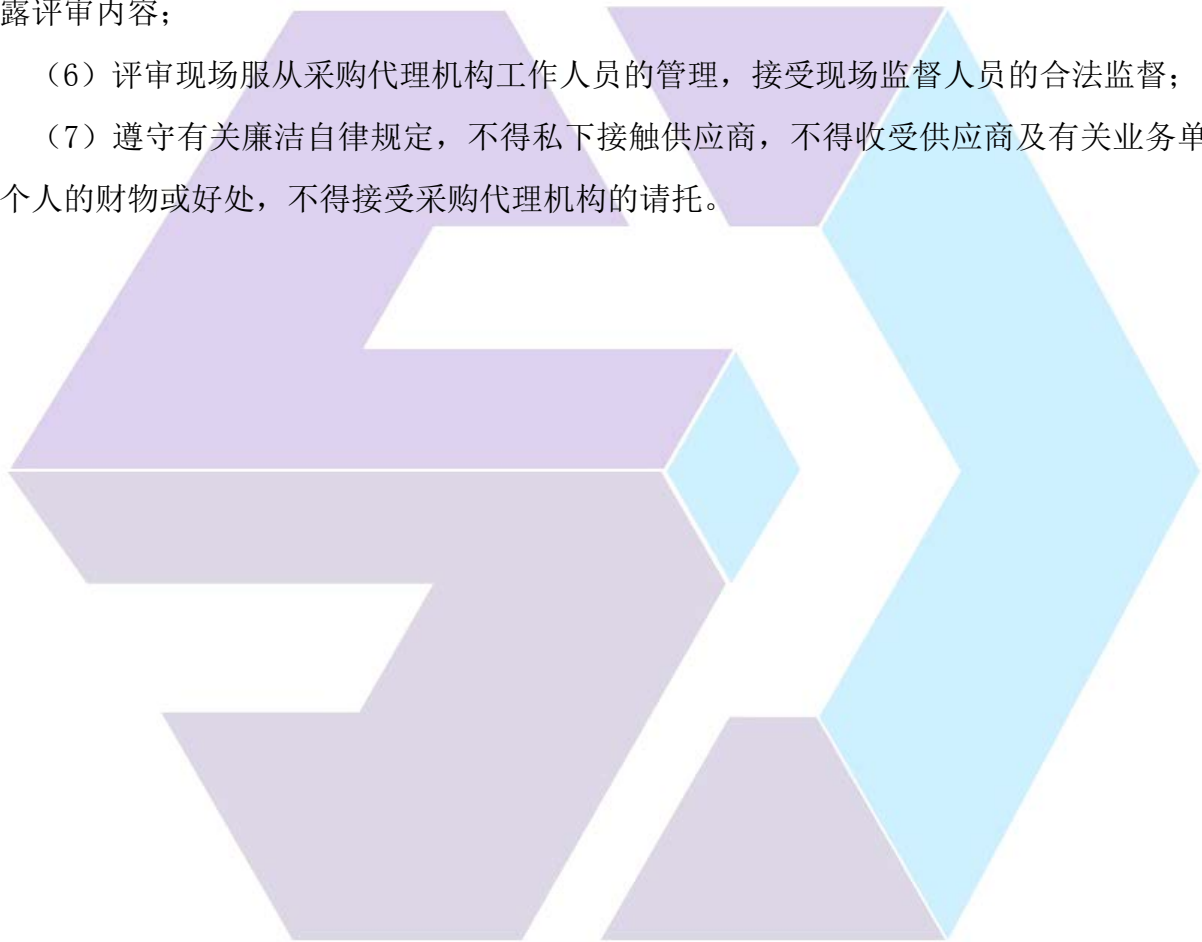 露评审内容；
（6）评审现场服从采购代理机构工作人员的管理，接受现场监督人员的合法监督；
（7）遵守有关廉洁自律规定，不得私下接触供应商，不得收受供应商及有关业务单
个人的财物或好处，不得接受采购代理机构的请托。